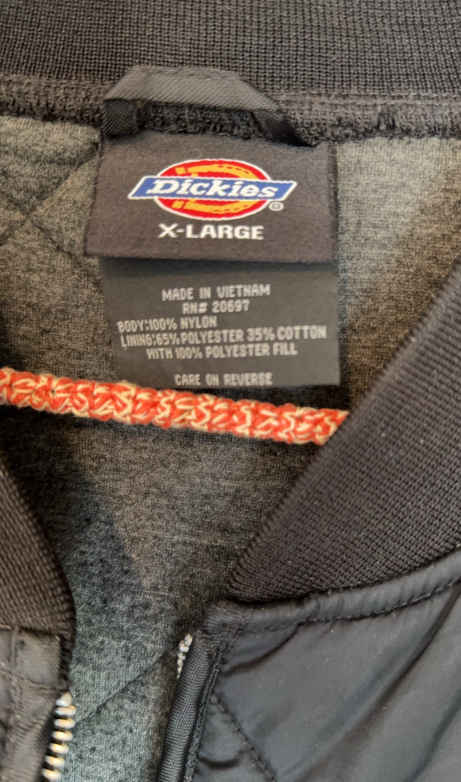 Dickies ®
X-LARGE
MADE IN VIETNAM
RN# 20697
BODY:100% NYLON
LINING:65% POLYESTER 35% COTTON
WITH 100% POLYESTER FILL
CARE ON REVERSE